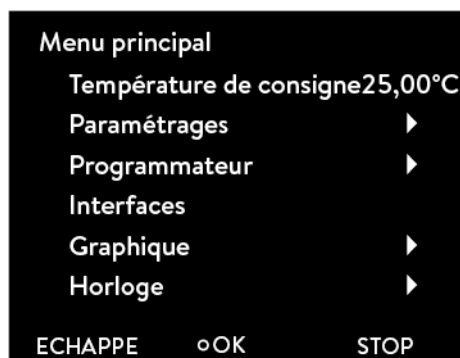 Menu principal
Température de consigne25,00°C
Paramétrages
Programmateur
Interfaces
Graphique
Horloge
ECHAPPE OK STOP